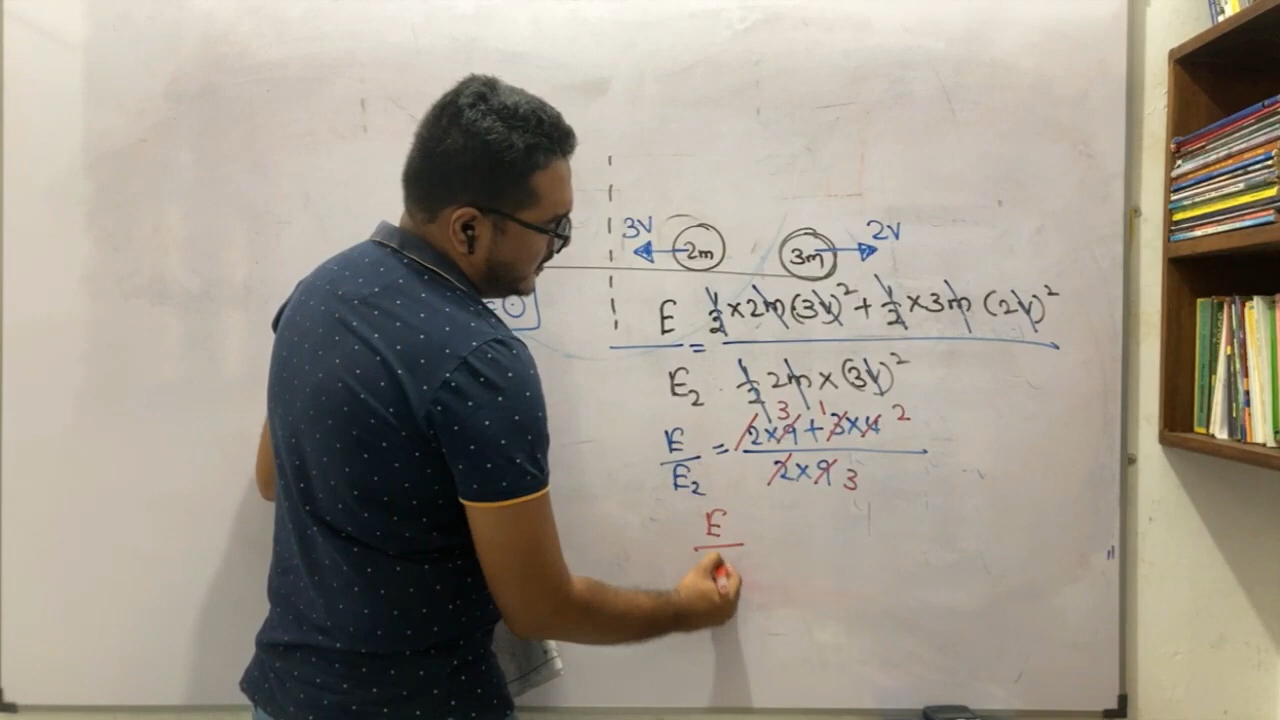 3V 2m 3m 2V
E = ½ × 2m (3v)² + ½ × 3m (2v)²
E₂ ½ 2m × (3v)²
3 1
E = 2×9 + 3×4 2
E₂ 2×9 3
E